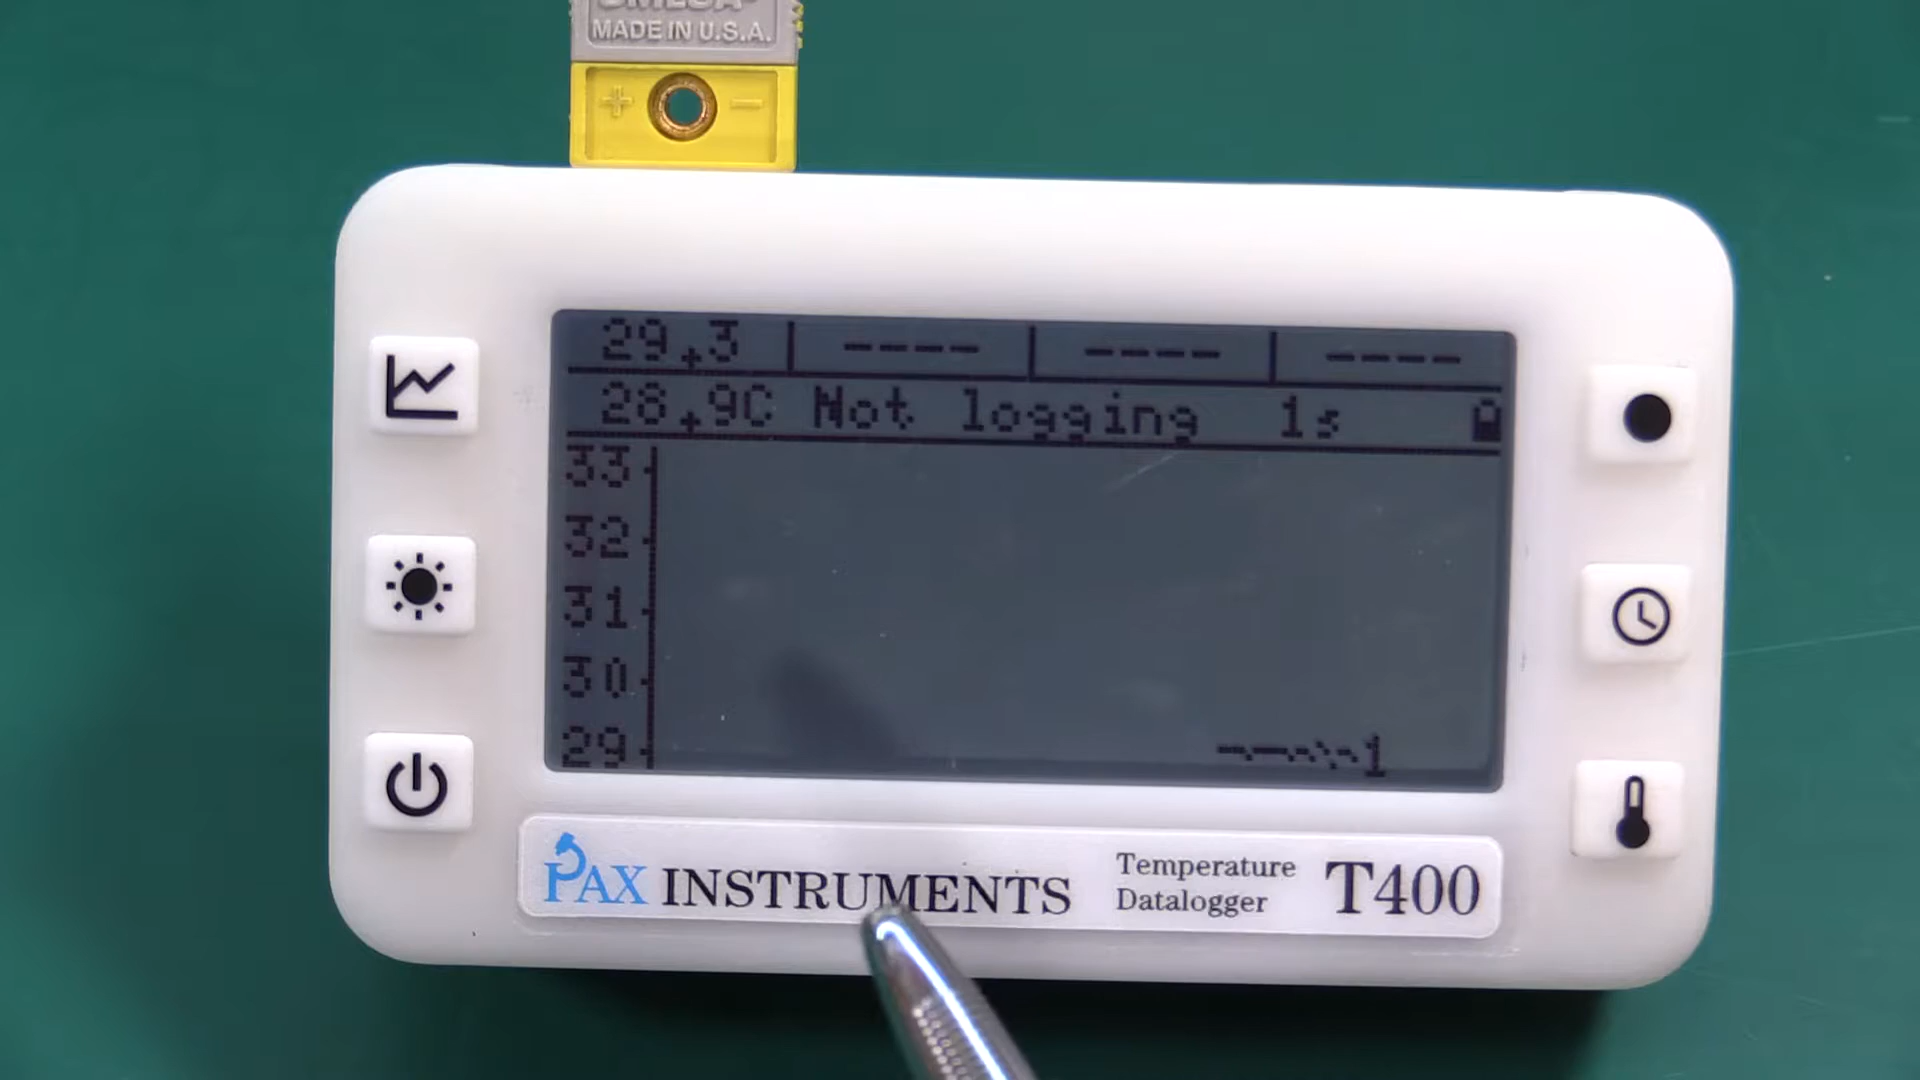 MADE IN U.S.A.
+ −
29.3 ---- ---- ----
28.9C Not logging 1s
33
32
31
30
29
1
PAX INSTRUMENTS
Temperature
Datalogger
T400